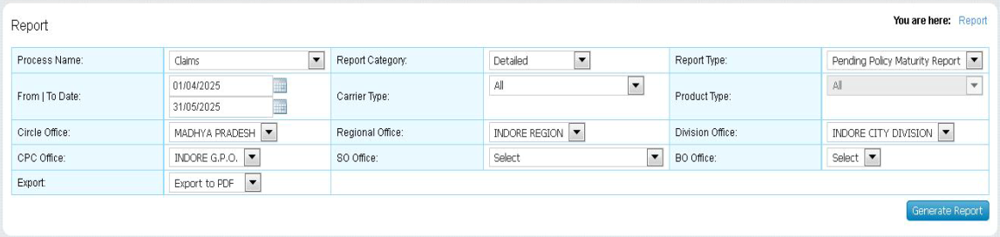 Report
You are here: Report
Process Name: Claims Report Category: Detailed Report Type: Pending Policy Maturity Report
From | To Date: 01/04/2025 31/05/2025 Carrier Type: All Product Type: All
Circle Office: MADHYA PRADESH Regional Office: INDORE REGION Division Office: INDORE CITY DIVISION
CPC Office: INDORE G.P.O. SO Office: Select BO Office: Select
Export: Export to PDF
Generate Report